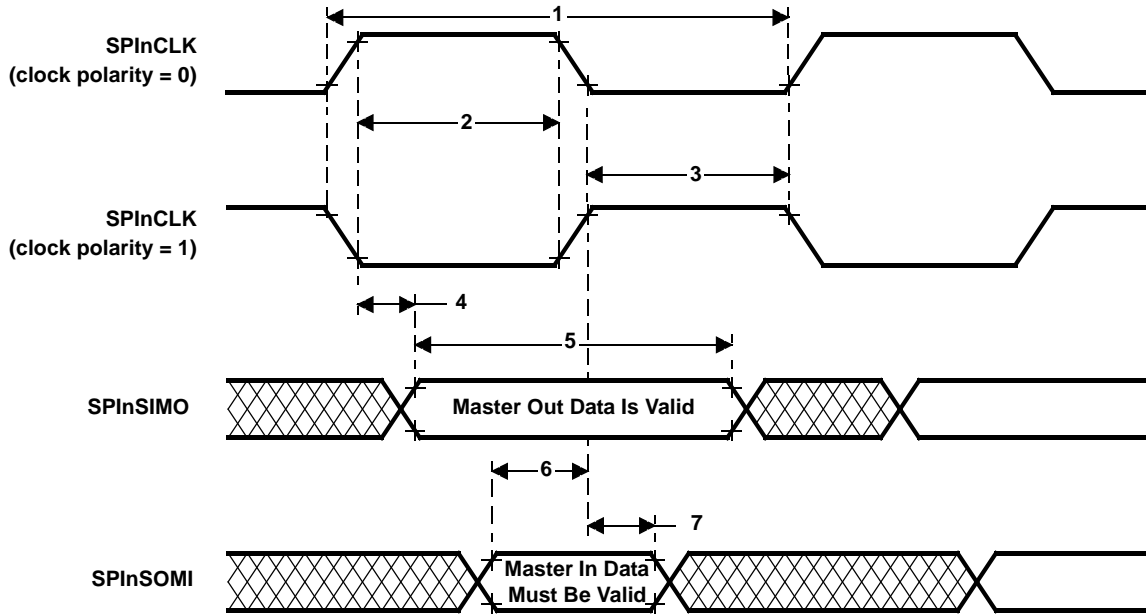 1
SPInCLK
(clock polarity = 0)
2
3
SPInCLK
(clock polarity = 1)
4
5
SPInSIMO
Master Out Data Is Valid
6
7
SPInSOMI
Master In Data
Must Be Valid